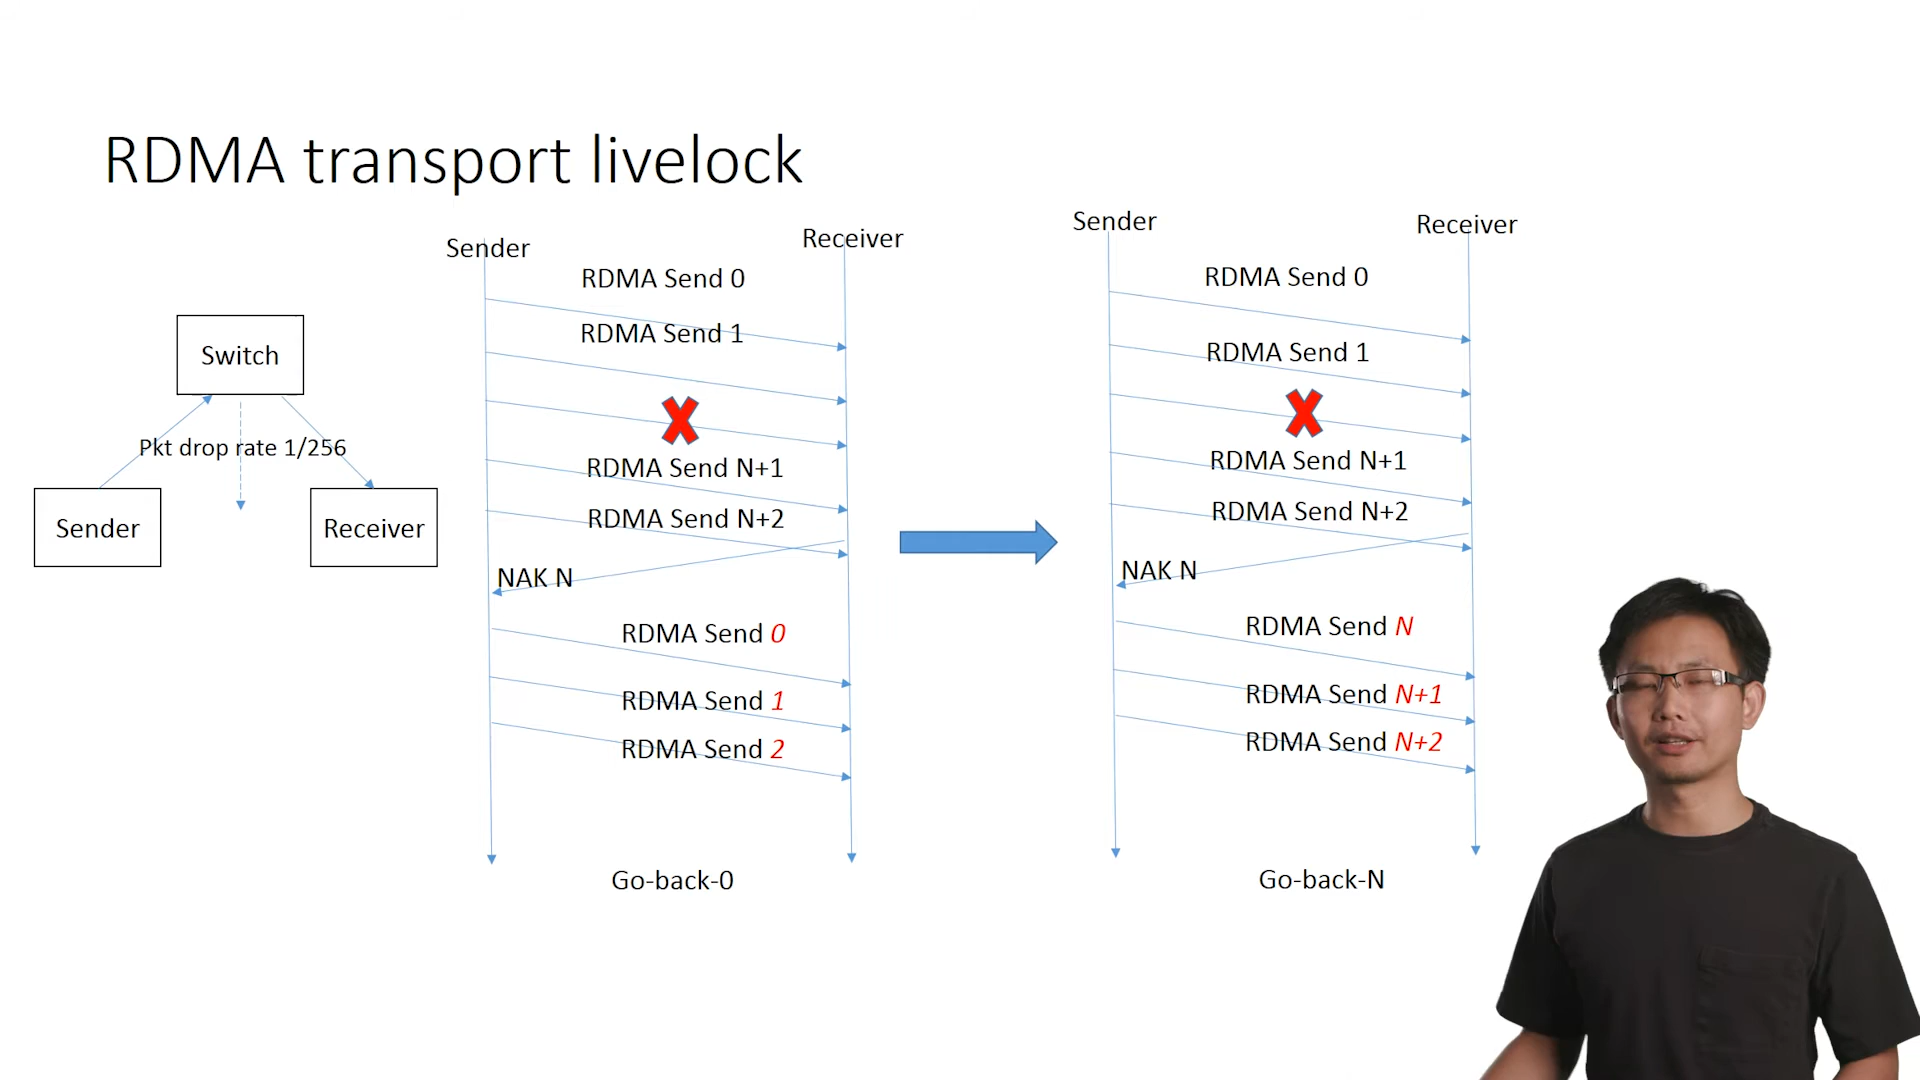 RDMA transport livelock
Switch
Pkt drop rate 1/256
Sender
Receiver
Sender
Receiver
RDMA Send 0
RDMA Send 1
RDMA Send N+1
RDMA Send N+2
NAK N
RDMA Send 0
RDMA Send 1
RDMA Send 2
Go-back-0
Sender
Receiver
RDMA Send 0
RDMA Send 1
RDMA Send N+1
RDMA Send N+2
NAK N
RDMA Send N
RDMA Send N+1
RDMA Send N+2
Go-back-N